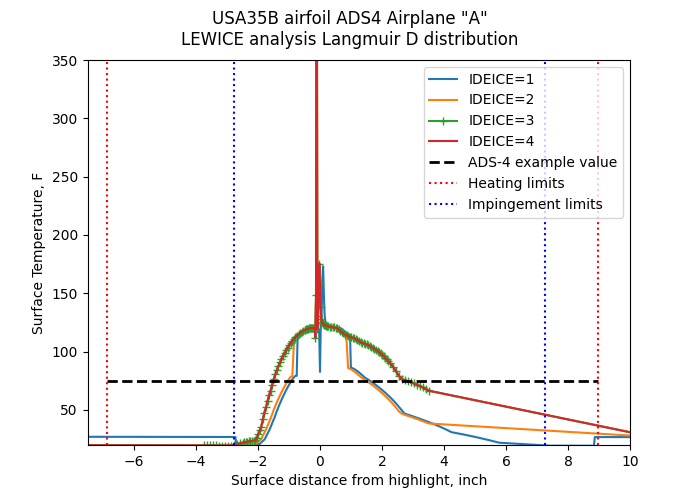 USA35B airfoil ADS4 Airplane "A"
LEWICE analysis Langmuir D distribution
350
300
250
200
150
100
50
Surface Temperature, F
IDEICE=1
IDEICE=2
IDEICE=3
IDEICE=4
ADS-4 example value
Heating limits
Impingement limits
−6 −4 −2 0 2 4 6 8 10
Surface distance from highlight, inch